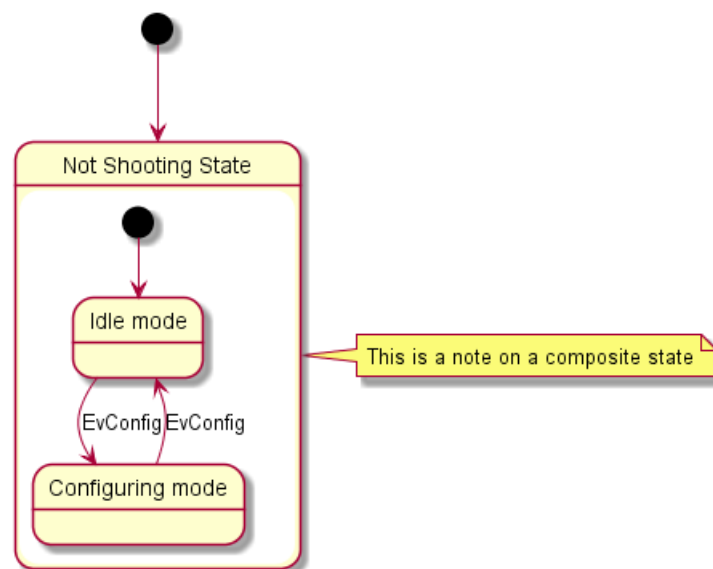 Not Shooting State
Idle mode
This is a note on a composite state
EvConfig EvConfig
Configuring mode